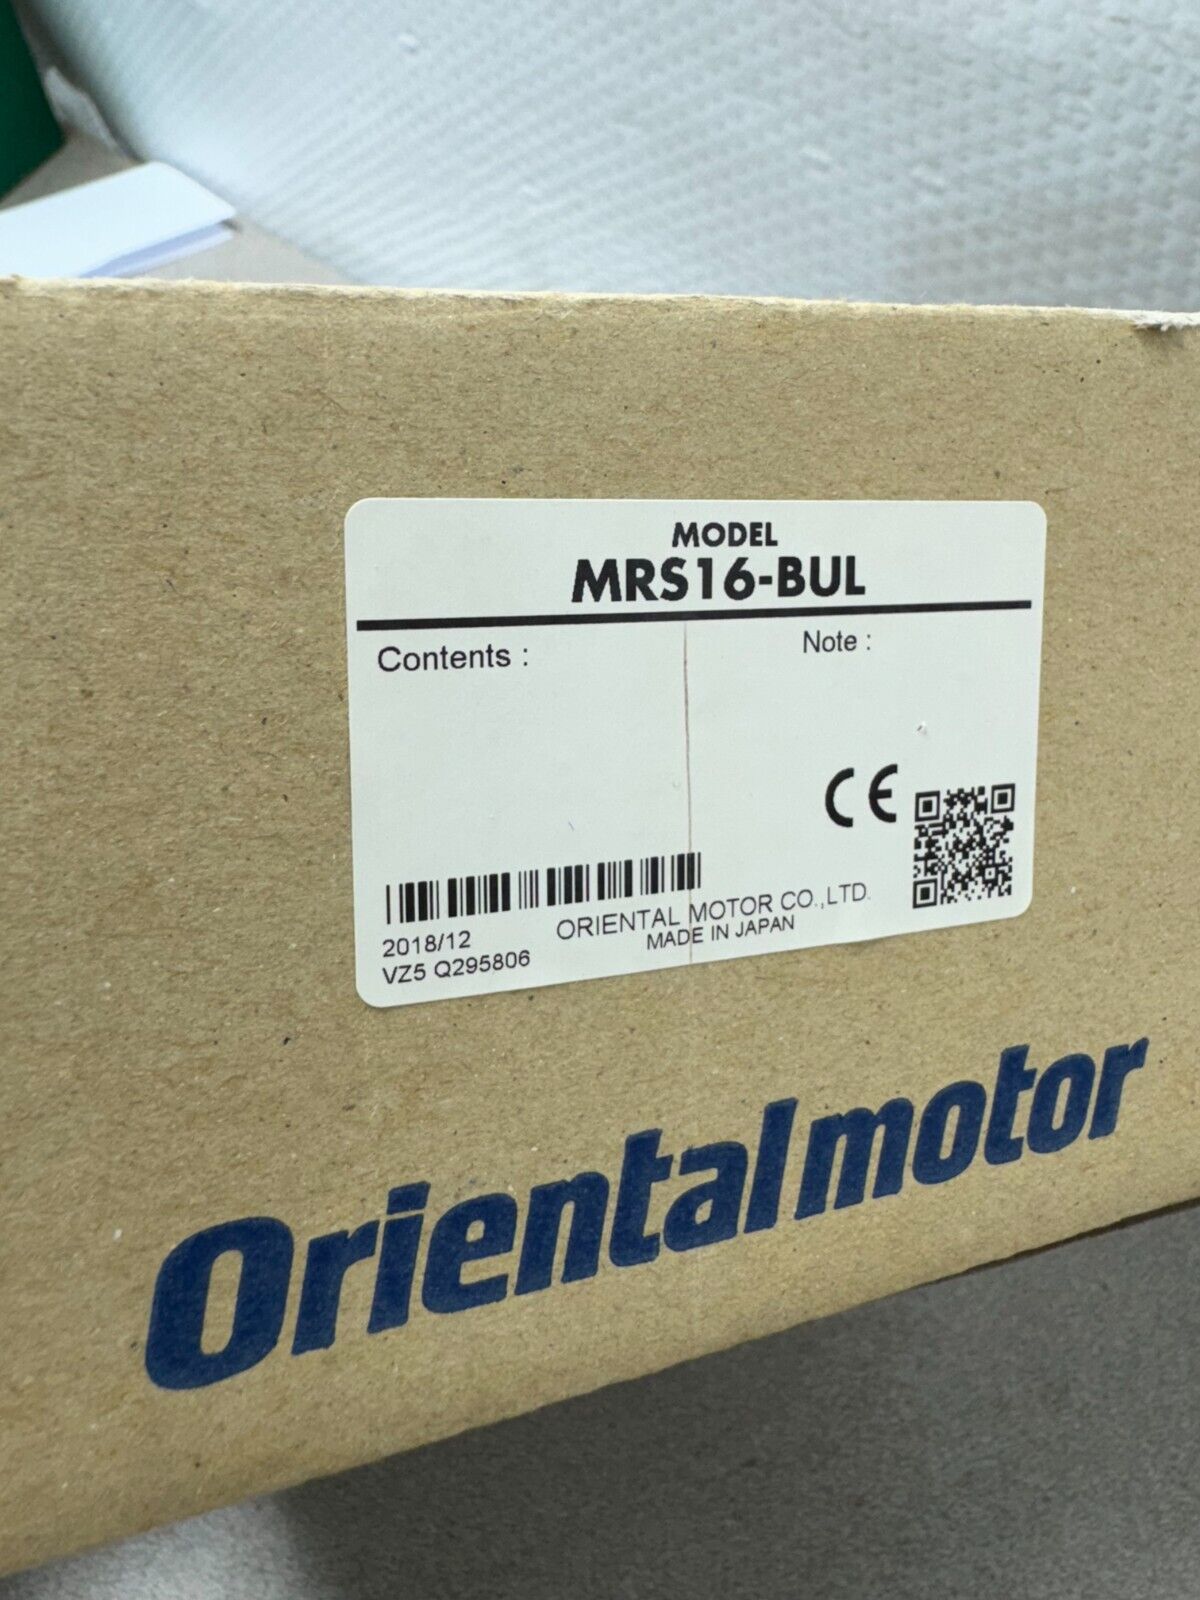 MODEL
MRS16-BUL
Contents :
Note :
CE
2018/12
VZ5 Q295806
ORIENTAL MOTOR CO.,LTD.
MADE IN JAPAN
Orientalmotor